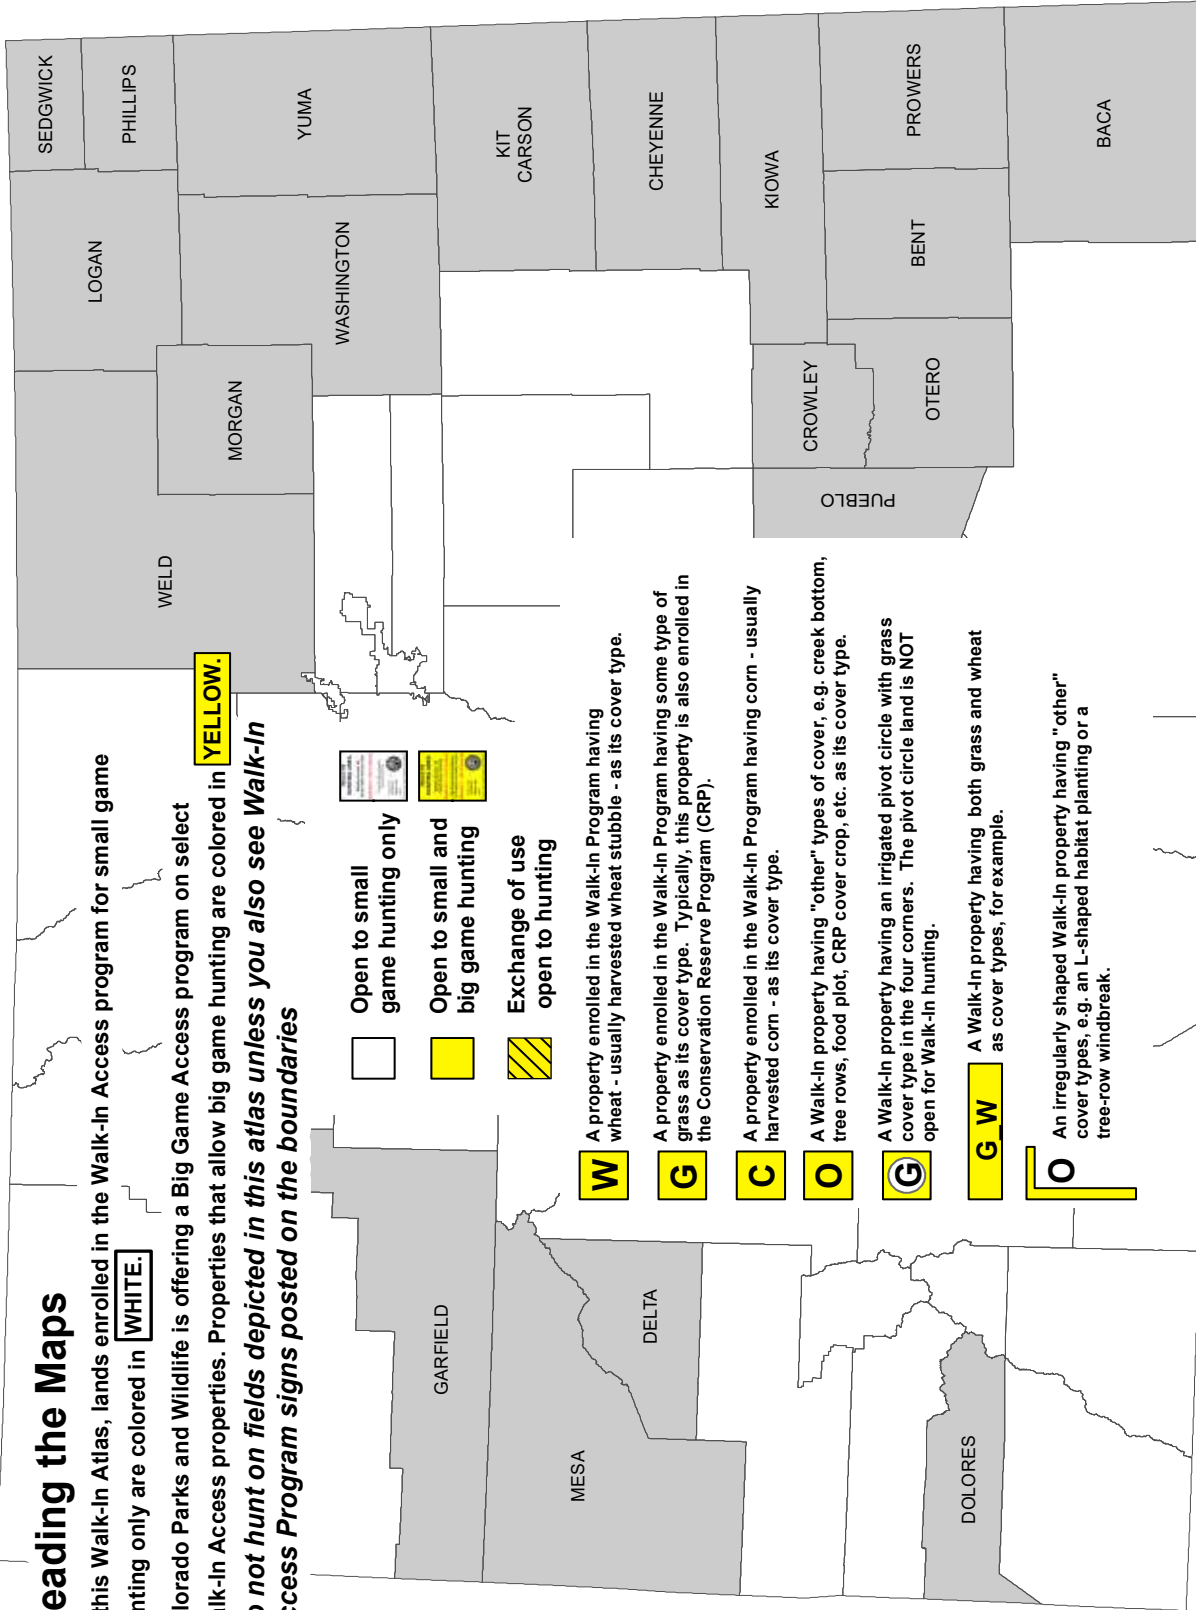 eading the Maps
this Walk-In Atlas, lands enrolled in the Walk-In Access program for small game
nting only are colored in WHITE.
lorado Parks and Wildlife is offering a Big Game Access program on select
lk-In Access properties. Properties that allow big game hunting are colored in YELLOW.
o not hunt on fields depicted in this atlas unless you also see Walk-In
ccess Program signs posted on the boundaries
Open to small
game hunting only
Open to small and
big game hunting
Exchange of use
open to hunting
W
A property enrolled in the Walk-In Program having
wheat - usually harvested wheat stubble - as its cover type.
G
A property enrolled in the Walk-In Program having some type of
grass as its cover type. Typically, this property is also enrolled in
the Conservation Reserve Program (CRP).
C
A property enrolled in the Walk-In Program having corn - usually
harvested corn - as its cover type.
O
A Walk-In property having "other" types of cover, e.g. creek bottom,
tree rows, food plot, CRP cover crop, etc. as its cover type.
G
A Walk-In property having an irrigated pivot circle with grass
cover type in the four corners. The pivot circle land is NOT
open for Walk-In hunting.
G_W
A Walk-In property having both grass and wheat
as cover types, for example.
O
An irregularly shaped Walk-In property having "other"
cover types, e.g. an L-shaped habitat planting or a
tree-row windbreak.
GARFIELD
MESA
DELTA
DOLORES
WELD
LOGAN
SEDGWICK
PHILLIPS
MORGAN
WASHINGTON
YUMA
KIT
CARSON
CHEYENNE
KIOWA
CROWLEY
PUEBLO
OTERO
BENT
PROWERS
BACA